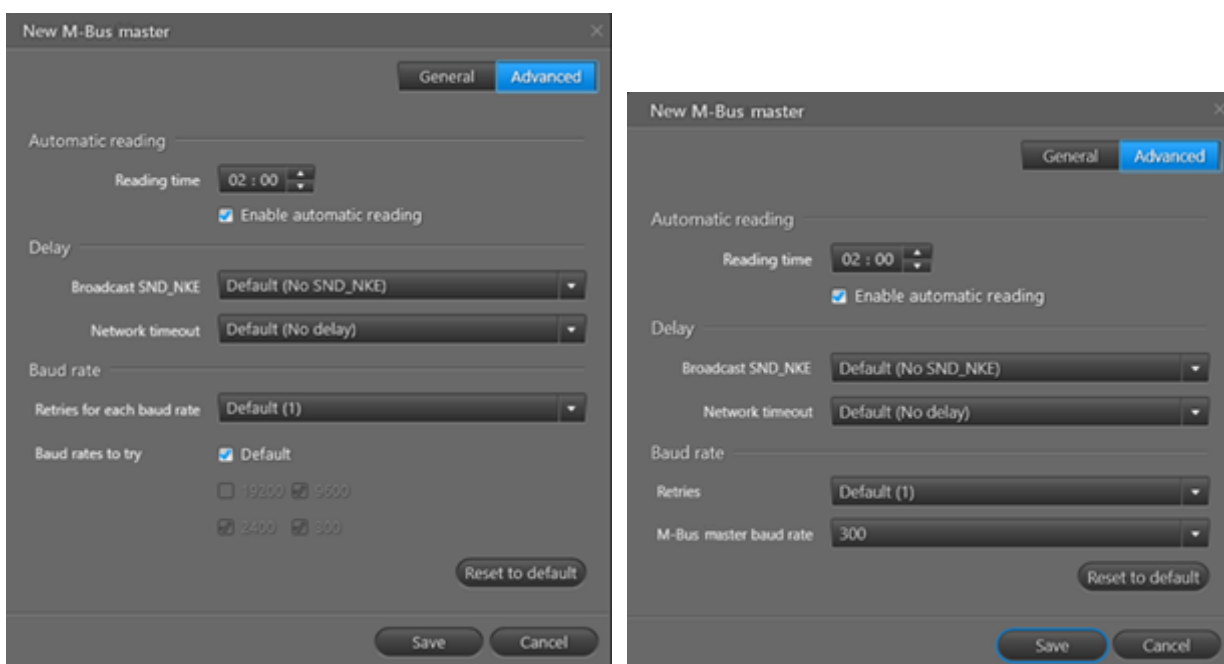 New M-Bus master
General Advanced
Automatic reading
Reading time 02 : 00
Enable automatic reading
Delay
Broadcast SND_NKE Default (No SND_NKE)
Network timeout Default (No delay)
Baud rate
Retries for each baud rate Default (1)
Baud rates to try Default
19200 9600
2400 300
Reset to default
Save Cancel
New M-Bus master
General Advanced
Automatic reading
Reading time 02 : 00
Enable automatic reading
Delay
Broadcast SND_NKE Default (No SND_NKE)
Network timeout Default (No delay)
Baud rate
Retries Default (1)
M-Bus master baud rate 300
Reset to default
Save Cancel